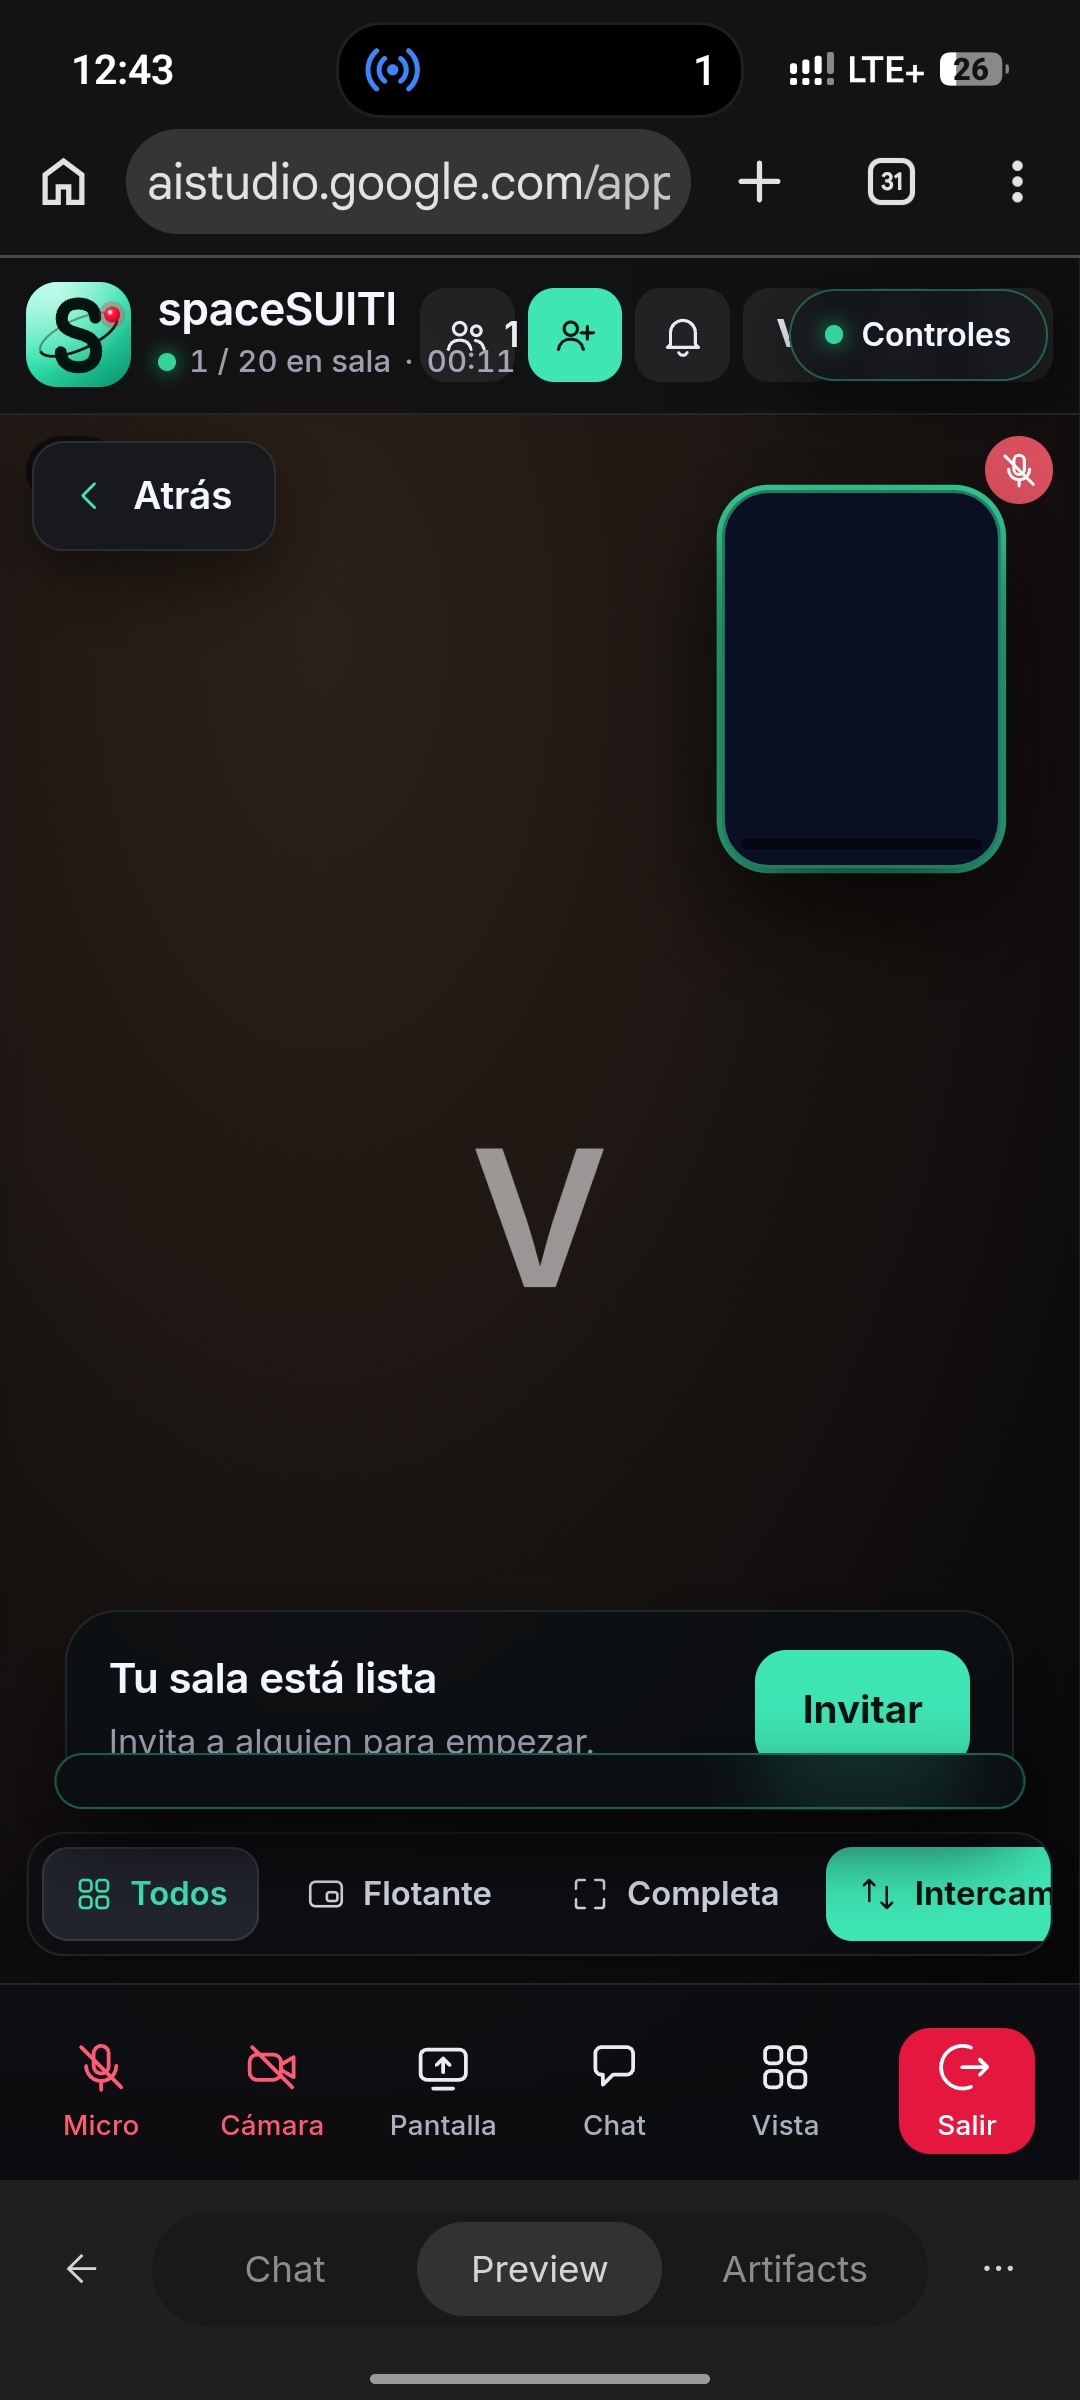 12:43
1
LTE+
26
aistudio.google.com/app
31
S
spaceSUITE
1
V
Controles
1 / 20 en sala · 00:11
Atrás
V
Tu sala está lista
Invita a alguien para empezar.
Invitar
Todos
Flotante
Completa
Intercam
Micro
Cámara
Pantalla
Chat
Vista
Salir
Chat
Preview
Artifacts